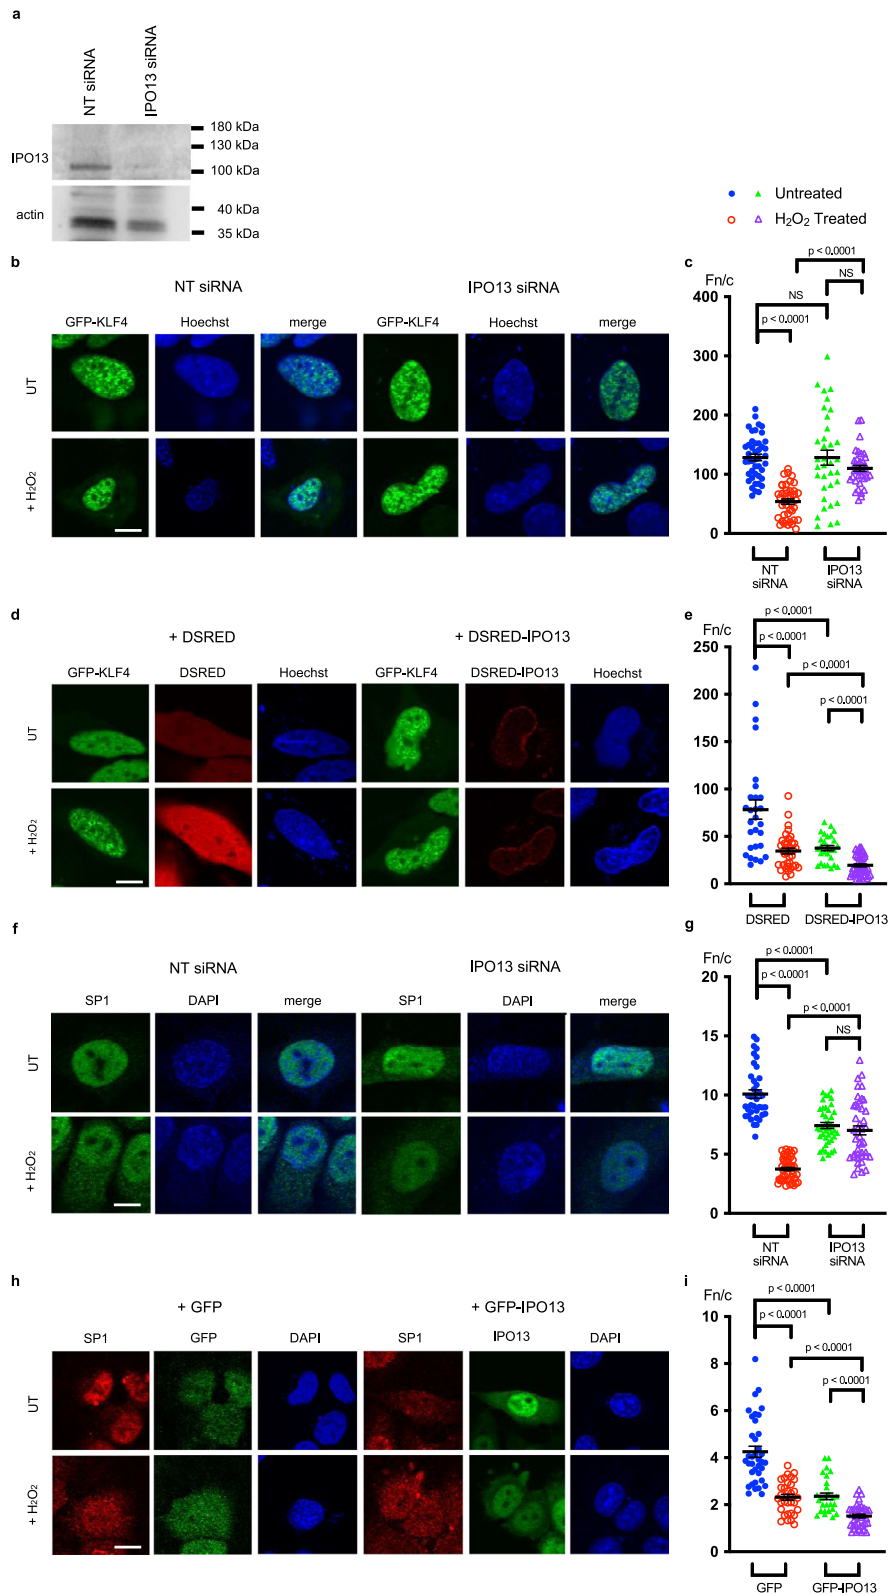 a
NT siRNA
IPO13 siRNA
IPO13
180 kDa
130 kDa
100 kDa
actin
40 kDa
35 kDa
Untreated
H₂O₂ Treated
b
NT siRNA
IPO13 siRNA
GFP-KLF4 Hoechst merge GFP-KLF4 Hoechst merge
UT
+ H₂O₂
c
Fn/c
p < 0.0001
NS
NS
p < 0.0001
400
300
200
100
0
NT siRNA
IPO13 siRNA
d
+ DSRED
+ DSRED-IPO13
GFP-KLF4 DSRED Hoechst GFP-KLF4 DSRED-IPO13 Hoechst
UT
+ H₂O₂
e
Fn/c
p < 0.0001
p < 0.0001
p < 0.0001
p < 0.0001
250
200
150
100
50
0
DSRED
DSRED-IPO13
f
NT siRNA
IPO13 siRNA
SP1 DAPI merge SP1 DAPI merge
UT
+ H₂O₂
g
Fn/c
p < 0.0001
p < 0.0001
p < 0.0001
NS
20
15
10
5
0
NT siRNA
IPO13 siRNA
h
+ GFP
+ GFP-IPO13
SP1 GFP DAPI SP1 IPO13 DAPI
UT
+ H₂O₂
i
Fn/c
p < 0.0001
p < 0.0001
p < 0.0001
p < 0.0001
10
8
6
4
2
0
GFP
GFP-IPO13